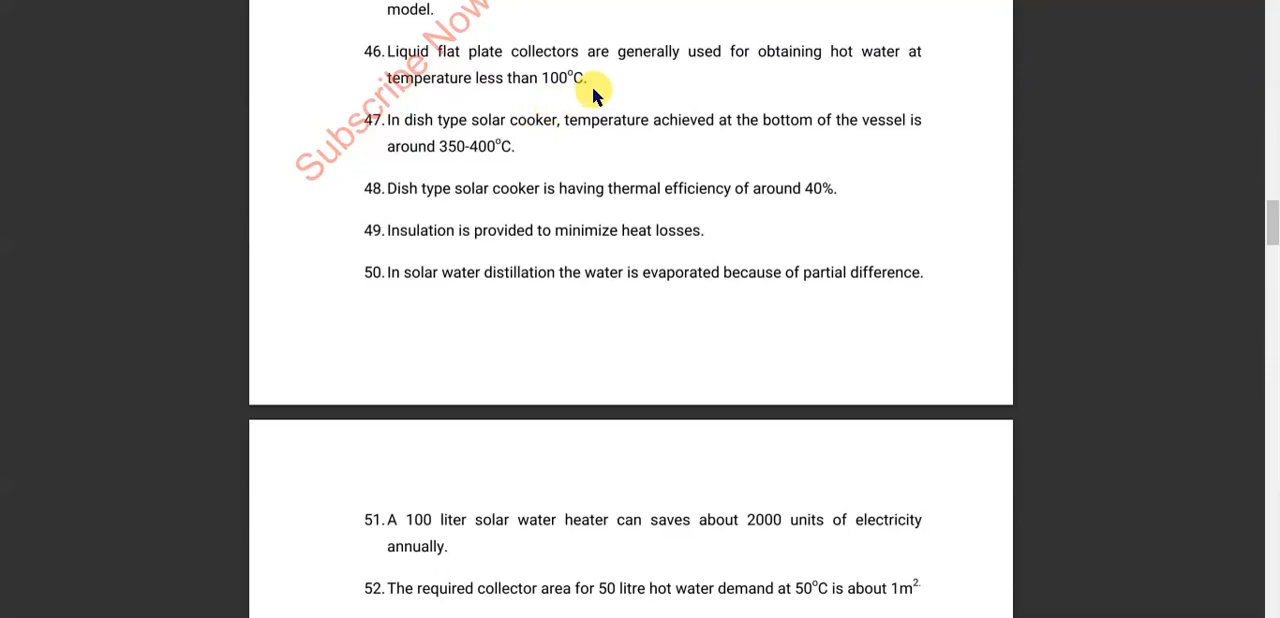 model.
46. Liquid flat plate collectors are generally used for obtaining hot water at
temperature less than 100°C.
47. In dish type solar cooker, temperature achieved at the bottom of the vessel is
around 350-400°C.
48. Dish type solar cooker is having thermal efficiency of around 40%.
49. Insulation is provided to minimize heat losses.
50. In solar water distillation the water is evaporated because of partial difference.
Subscribe Now
51. A 100 liter solar water heater can saves about 2000 units of electricity
annually.
52. The required collector area for 50 litre hot water demand at 50°C is about 1m².